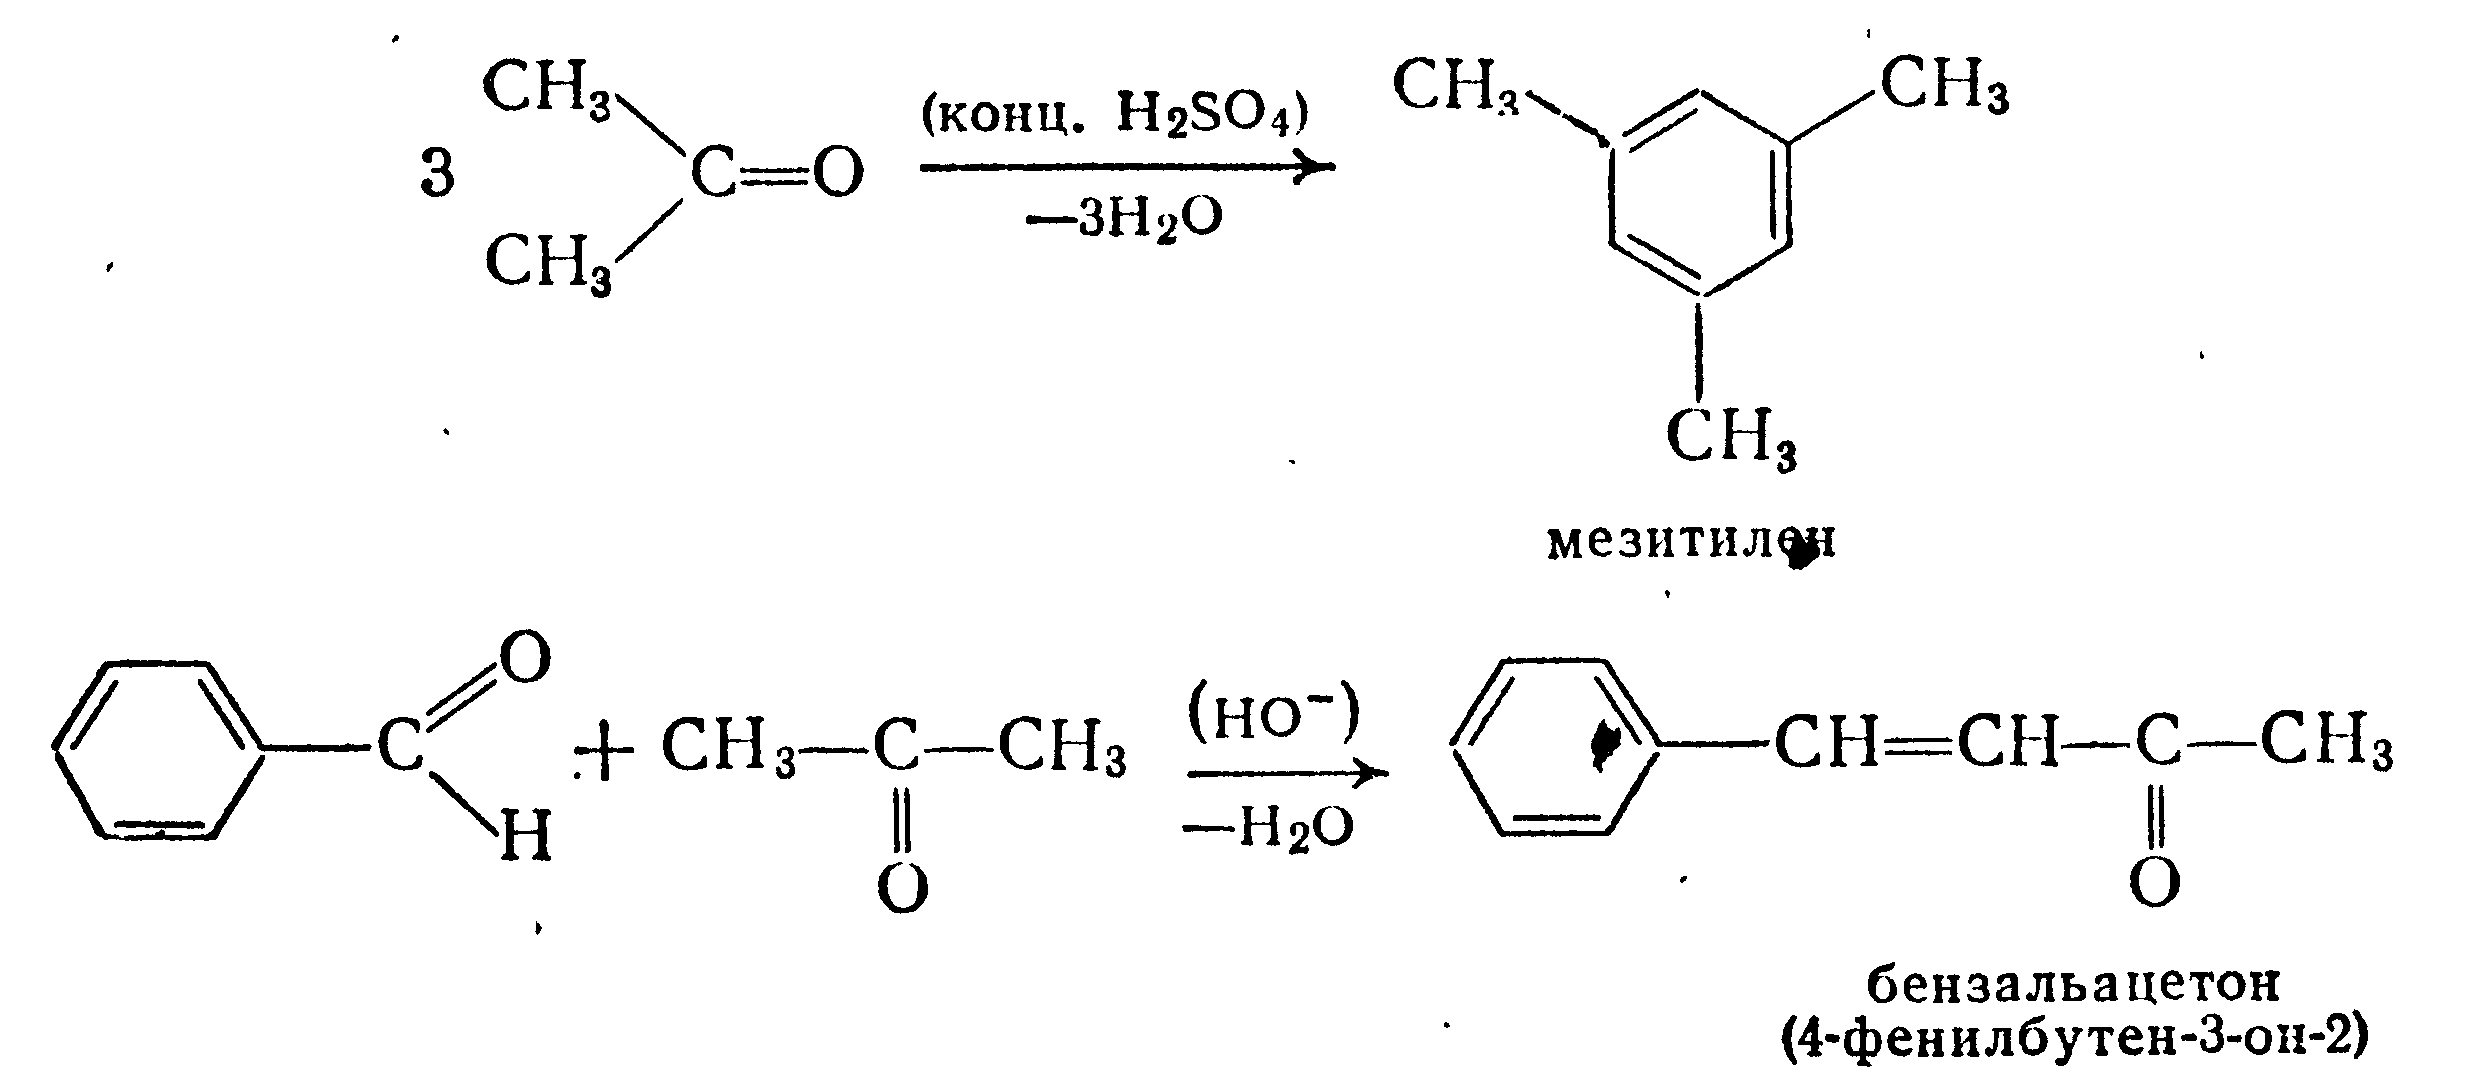 3 CH₃ CH₃ C=O (конц. H₂SO₄) —3H₂O CH₃ CH₃ CH₃
мезитилен
C O H + CH₃—C—CH₃ O (HO⁻) —H₂O CH=CH—C—CH₃ O
бензальацетон
(4-фенилбутен-3-он-2)